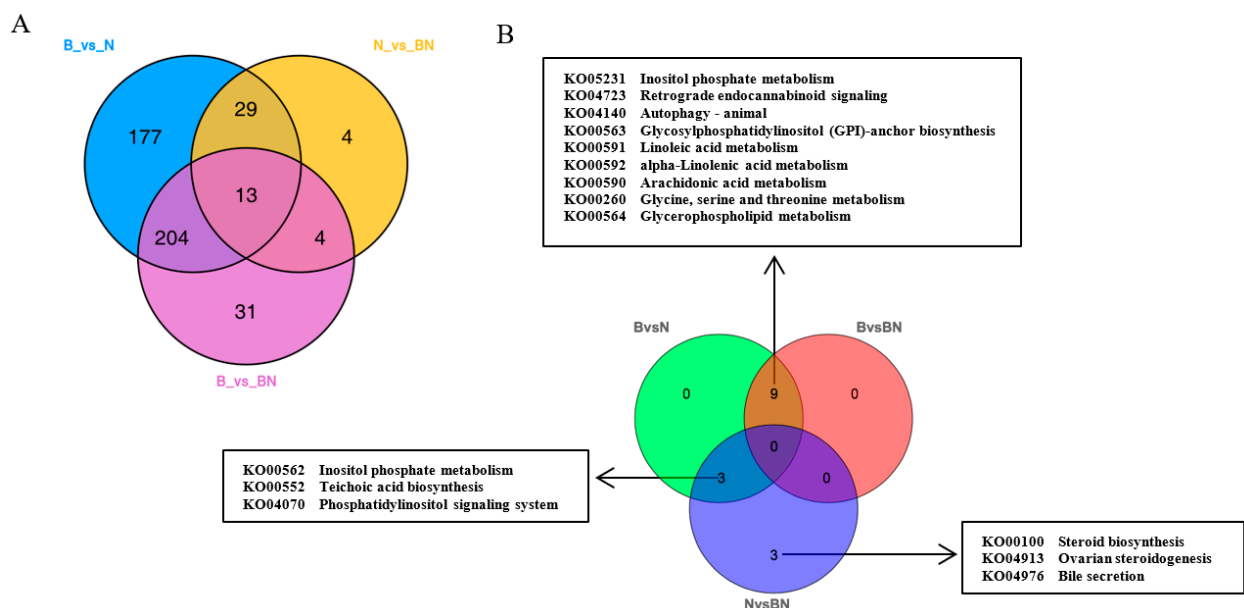 A
B_vs_N
N_vs_BN
177
29
4
13
204
4
31
B_vs_BN
B
KO05231 Inositol phosphate metabolism
KO04723 Retrograde endocannabinoid signaling
KO04140 Autophagy - animal
KO00563 Glycosylphosphatidylinositol (GPI)-anchor biosynthesis
KO00591 Linoleic acid metabolism
KO00592 alpha-Linolenic acid metabolism
KO00590 Arachidonic acid metabolism
KO00260 Glycine, serine and threonine metabolism
KO00564 Glycerophospholipid metabolism
BvsN
BvsBN
0
9
0
0
3
0
3
NvsBN
KO00562 Inositol phosphate metabolism
KO00552 Teichoic acid biosynthesis
KO04070 Phosphatidylinositol signaling system
KO00100 Steroid biosynthesis
KO04913 Ovarian steroidogenesis
KO04976 Bile secretion